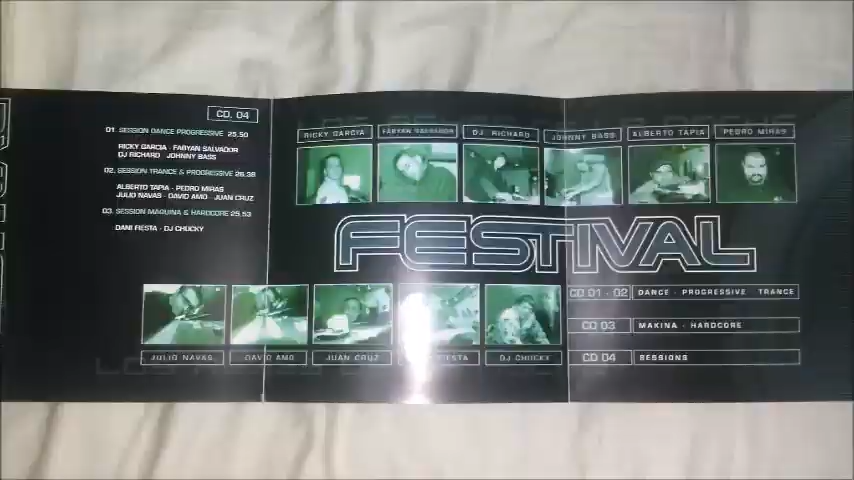 CD. 04
01. SESSION DANCE PROGRESSIVE 25,50
RICKY GARCIA · FABYAN SALVADOR
DJ RICHARD · JOHNNY BASS
02. SESSION TRANCE & PROGRESSIVE 26,38
ALBERTO TAPIA · PEDRO MIRAS
JULIO NAVAS · DAVID AMO · JUAN CRUZ
03. SESSION MAQUINA & HARDCORE 25,53
DANI FIESTA · DJ CHUCKY
RICKY GARCIA
FABYAN SALVADOR
DJ. RICHARD
JOHNNY BASS
ALBERTO TAPIA
PEDRO MIRAS
FESTIVAL
JULIO NAVAS
DAVID AMO
JUAN CRUZ
FIESTA
DJ CHUCKY
CD 01 - 02 DANCE · PROGRESSIVE TRANCE
CD 03 MAKINA · HARDCORE
CD 04 SESSIONS